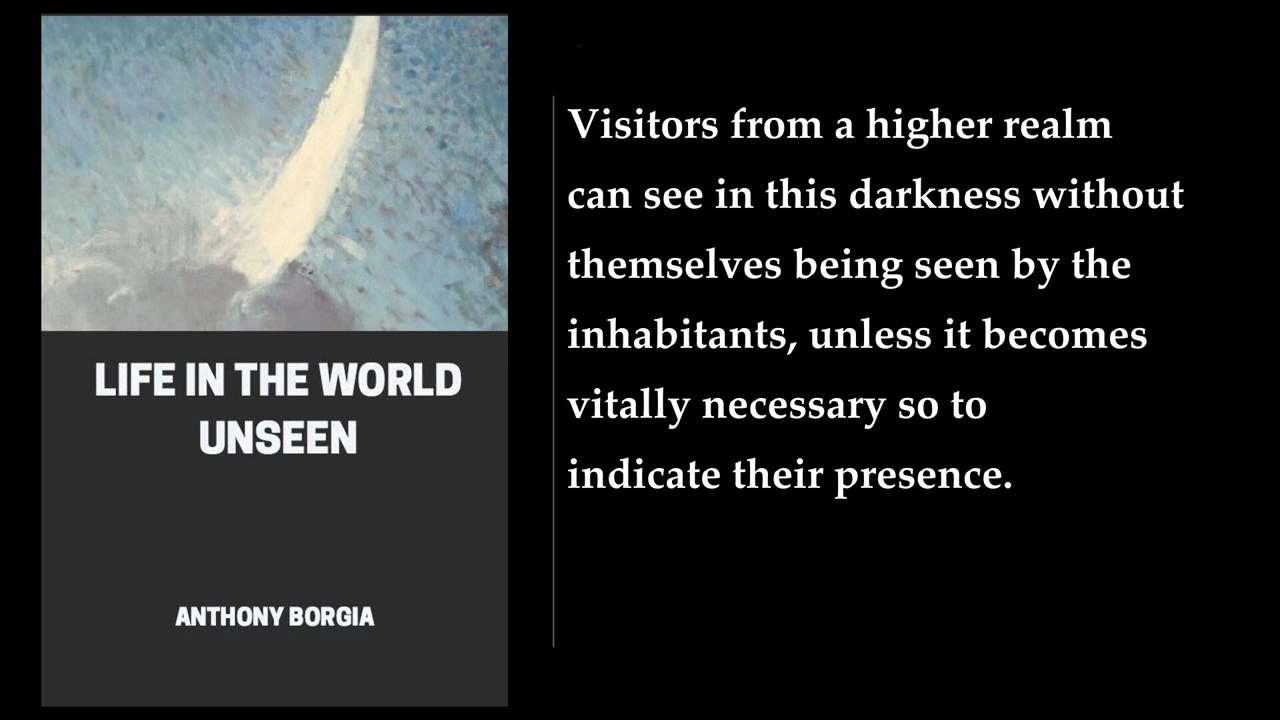 LIFE IN THE WORLD
UNSEEN
ANTHONY BORGIA
Visitors from a higher realm
can see in this darkness without
themselves being seen by the
inhabitants, unless it becomes
vitally necessary so to
indicate their presence.